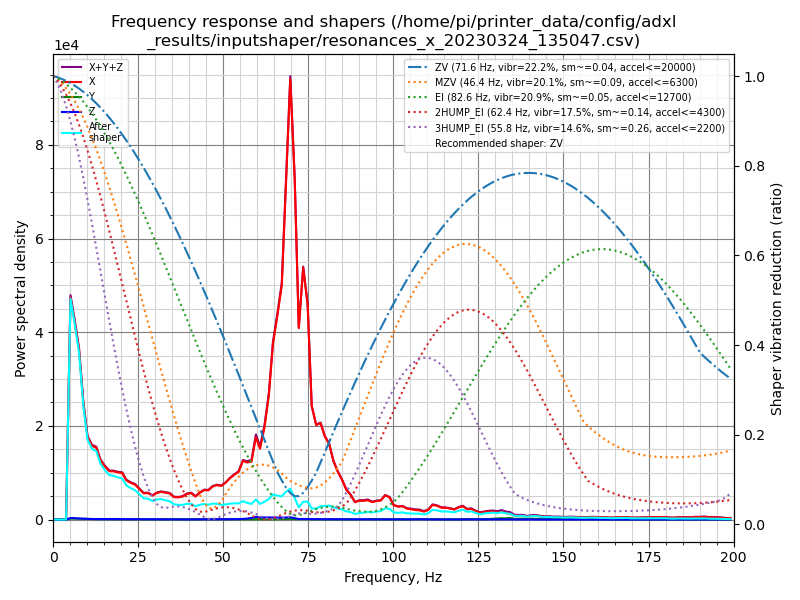 Frequency response and shapers (/home/pi/printer_data/config/adxl
_results/inputshaper/resonances_x_20230324_135047.csv)
1e4
X+Y+Z
X
Y
Z
After
shaper
ZV (71.6 Hz, vibr=22.2%, sm~=0.04, accel<=20000)
MZV (46.4 Hz, vibr=20.1%, sm~=0.09, accel<=6300)
EI (82.6 Hz, vibr=20.9%, sm~=0.05, accel<=12700)
2HUMP_EI (62.4 Hz, vibr=17.5%, sm~=0.14, accel<=4300)
3HUMP_EI (55.8 Hz, vibr=14.6%, sm~=0.26, accel<=2200)
Recommended shaper: ZV
8
6
4
2
0
Power spectral density
1.0
0.8
0.6
0.4
0.2
0.0
Shaper vibration reduction (ratio)
0 25 50 75 100 125 150 175 200
Frequency, Hz